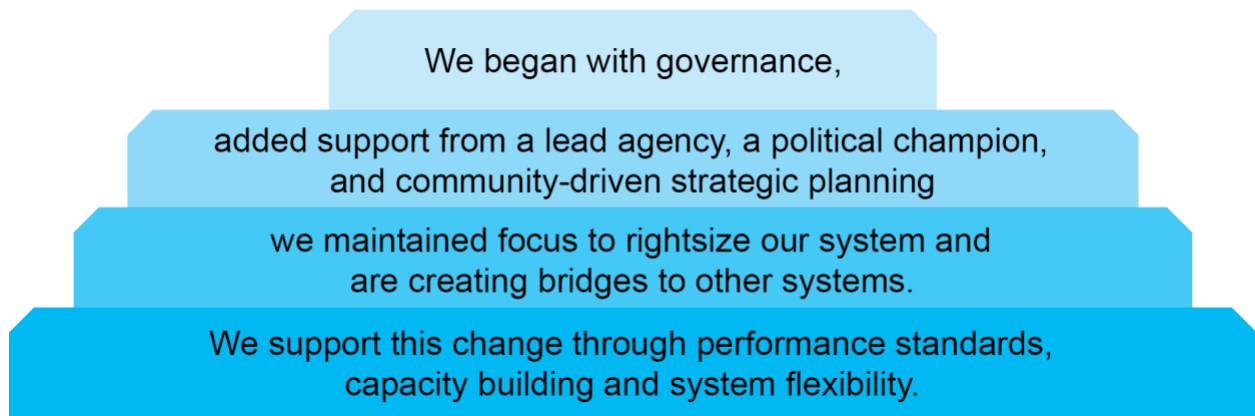 We began with governance,
added support from a lead agency, a political champion,
and community-driven strategic planning
we maintained focus to rightsize our system and
are creating bridges to other systems.
We support this change through performance standards,
capacity building and system flexibility.